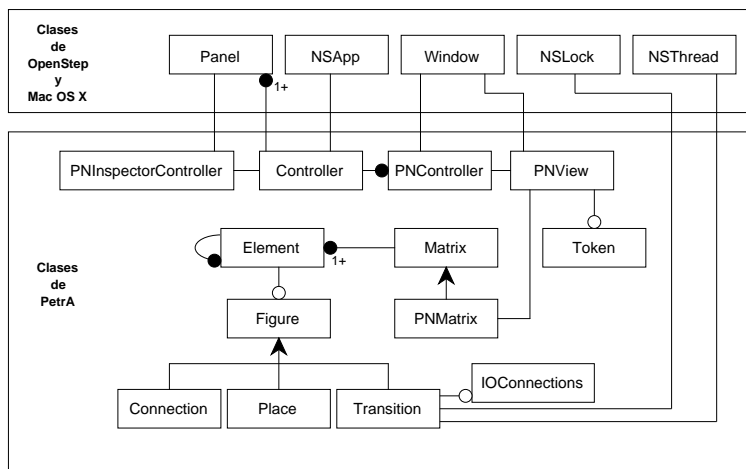 Clases
de
OpenStep
y
Mac OS X
Panel
NSApp
Window
NSLock
NSThread
1+
PNInspectorController
Controller
PNController
PNView
Clases
de
PetrA
Element
1+
Matrix
Token
Figure
PNMatrix
IOConnections
Connection
Place
Transition